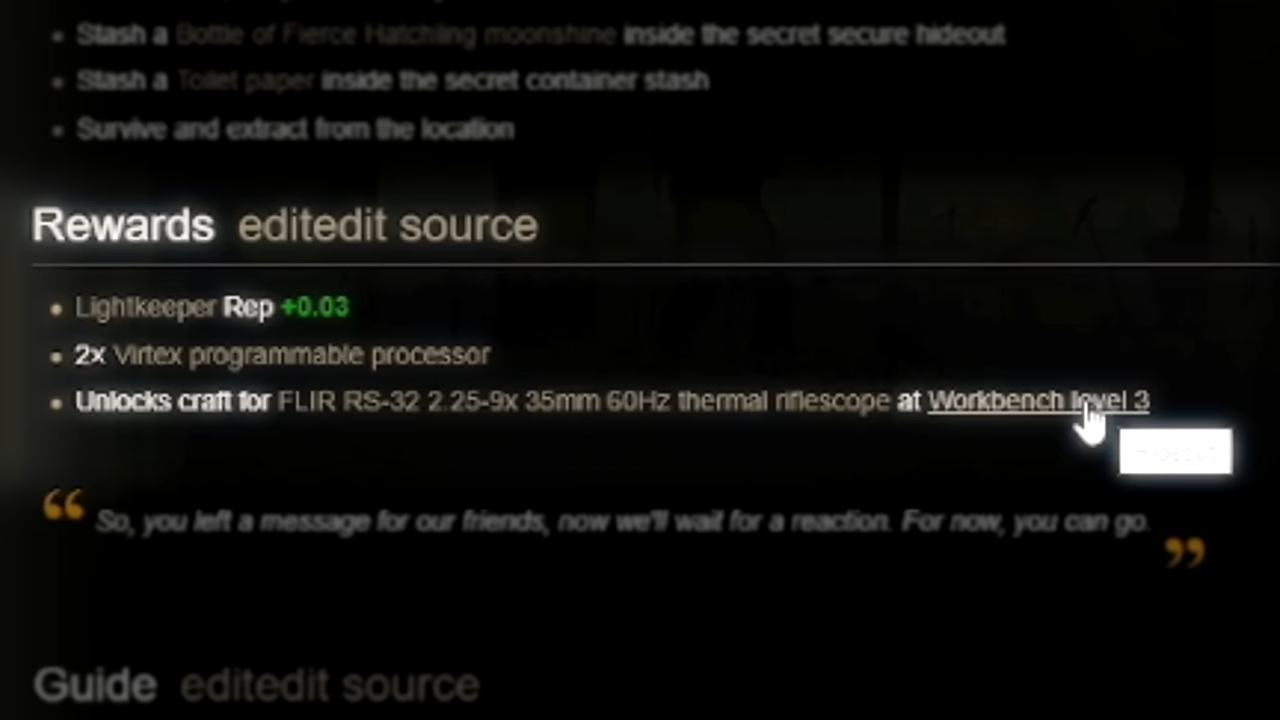 Stash a Bottle of Fierce Hatchling moonshine inside the secret secure hideout
Stash a Toilet paper inside the secret container stash
Survive and extract from the location
Rewards editedit source
Lightkeeper Rep +0.03
2x Virtex programmable processor
Unlocks craft for FLIR RS-32 2.25-9x 35mm 60Hz thermal riflescope at Workbench level 3
“ So, you left a message for our friends, now we'll wait for a reaction. For now, you can go. ”
Guide editedit source